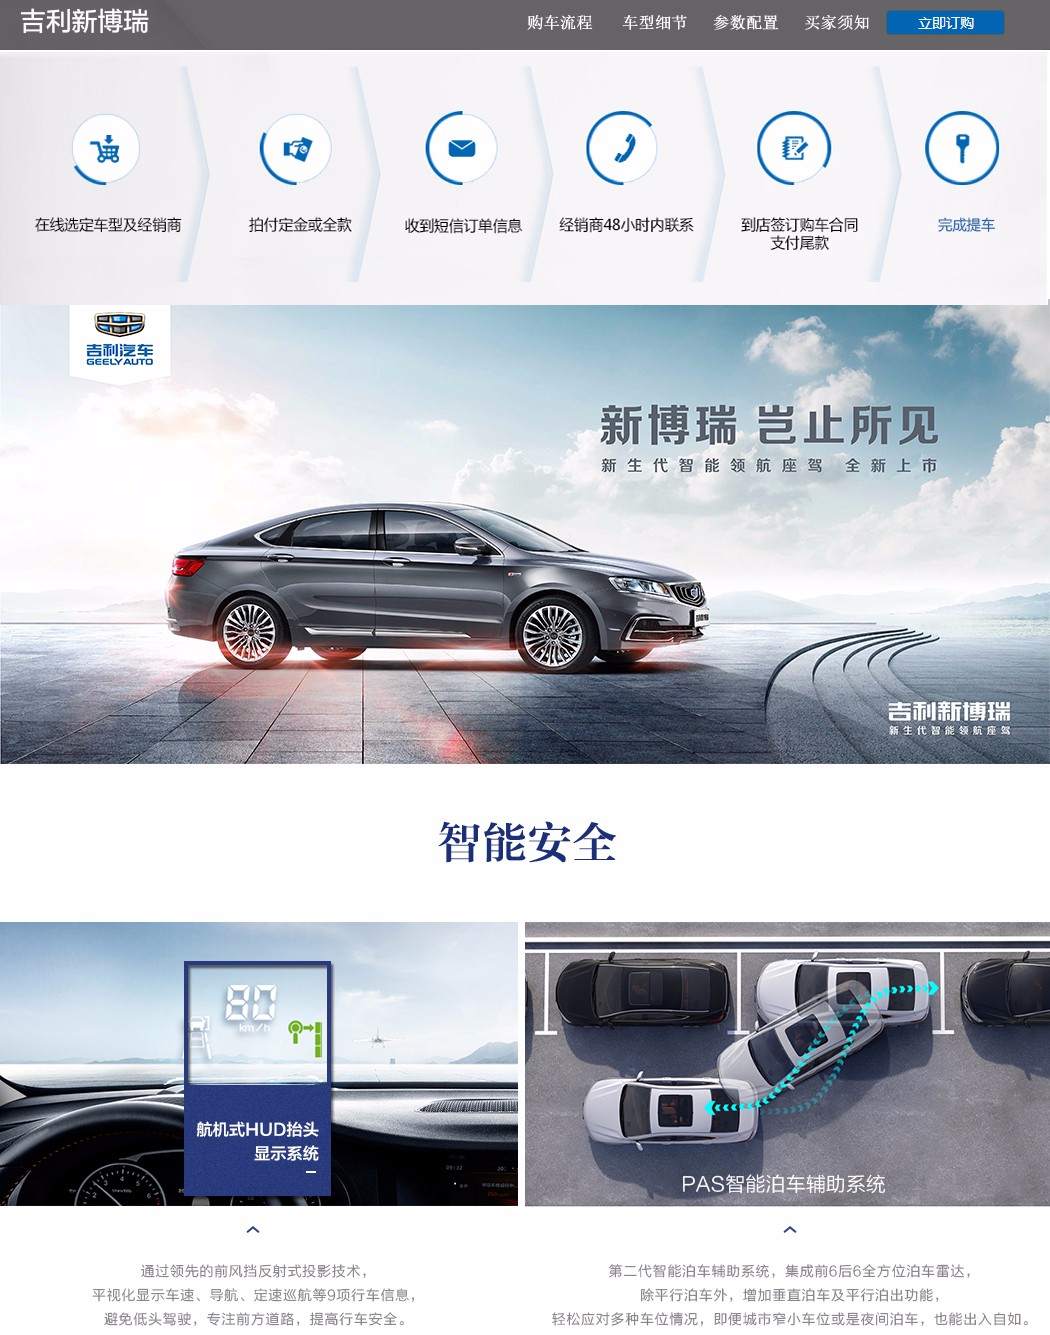 吉利新博瑞
购车流程 车型细节 参数配置 买家须知 立即订购
在线选定车型及经销商
拍付定金或全款
收到短信订单信息
经销商48小时内联系
到店签订购车合同
支付尾款
完成提车
吉利汽车
GEELY AUTO
新博瑞 岂止所见
新生代智能领航座驾 全新上市
吉利新博瑞
新生代智能领航座驾
智能安全
80
km/h
航机式HUD抬头
显示系统
PAS智能泊车辅助系统
通过领先的前风挡反射式投影技术，
平视化显示车速、导航、定速巡航等9项行车信息，
避免低头驾驶，专注前方道路，提高行车安全。
第二代智能泊车辅助系统，集成前6后6全方位泊车雷达，
除平行泊车外，增加垂直泊车及平行泊出功能，
轻松应对多种车位情况，即便城市窄小车位或是夜间泊车，也能出入自如。